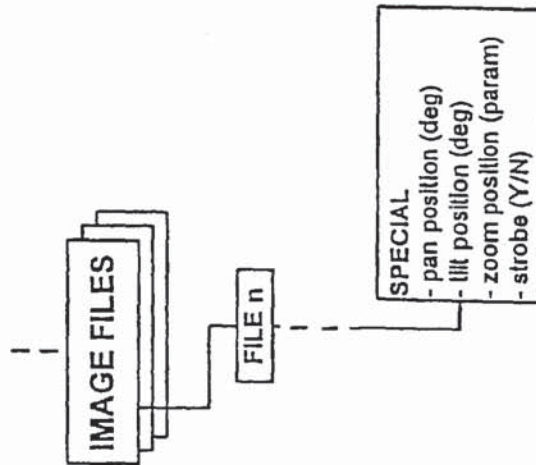 IMAGE FILES
FILE n
SPECIAL
- pan position (deg)
- tilt position (deg)
- zoom position (param)
- strobe (Y/N)